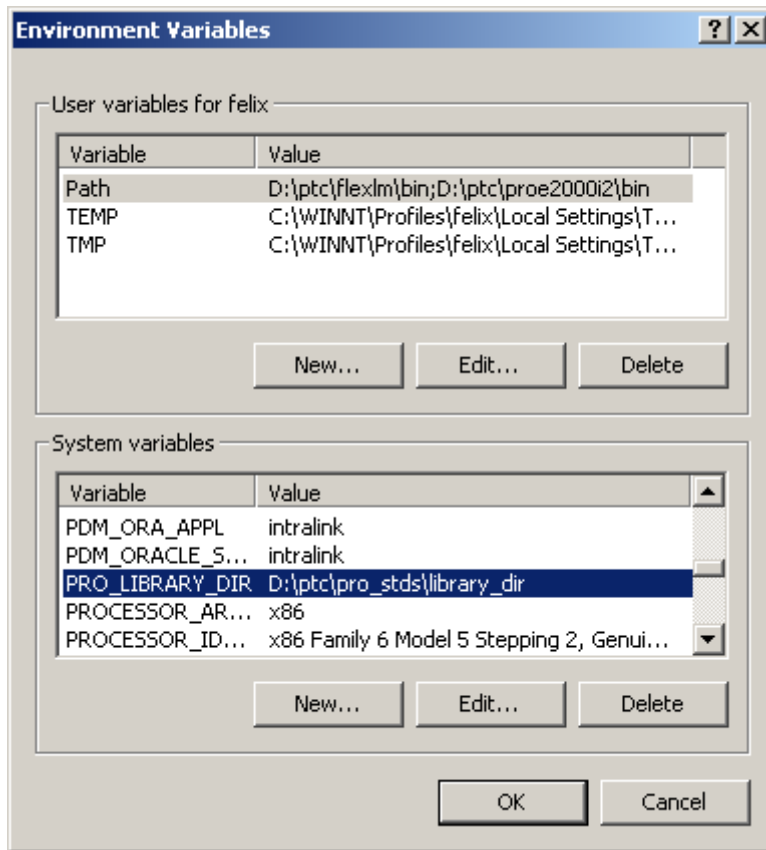 Environment Variables
User variables for felix
Variable Value
Path D:\ptc\flexlm\bin;D:\ptc\proe2000i2\bin
TEMP C:\WINNT\Profiles\felix\Local Settings\T...
TMP C:\WINNT\Profiles\felix\Local Settings\T...
New... Edit... Delete
System variables
Variable Value
PDM_ORA_APPL intralink
PDM_ORACLE_S... intralink
PRO_LIBRARY_DIR D:\ptc\pro_stds\library_dir
PROCESSOR_AR... x86
PROCESSOR_ID... x86 Family 6 Model 5 Stepping 2, Genui...
New... Edit... Delete
OK Cancel